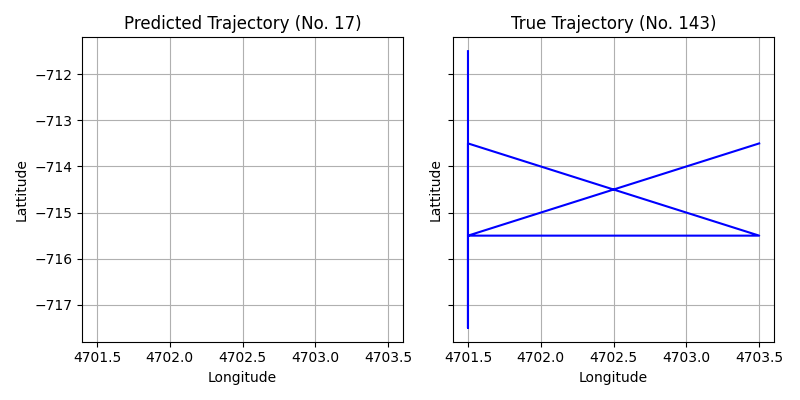 Predicted Trajectory (No. 17)
True Trajectory (No. 143)
−712
−713
−714
−715
−716
−717
Lattitude
Lattitude
4701.5 4702.0 4702.5 4703.0 4703.5
4701.5 4702.0 4702.5 4703.0 4703.5
Longitude
Longitude